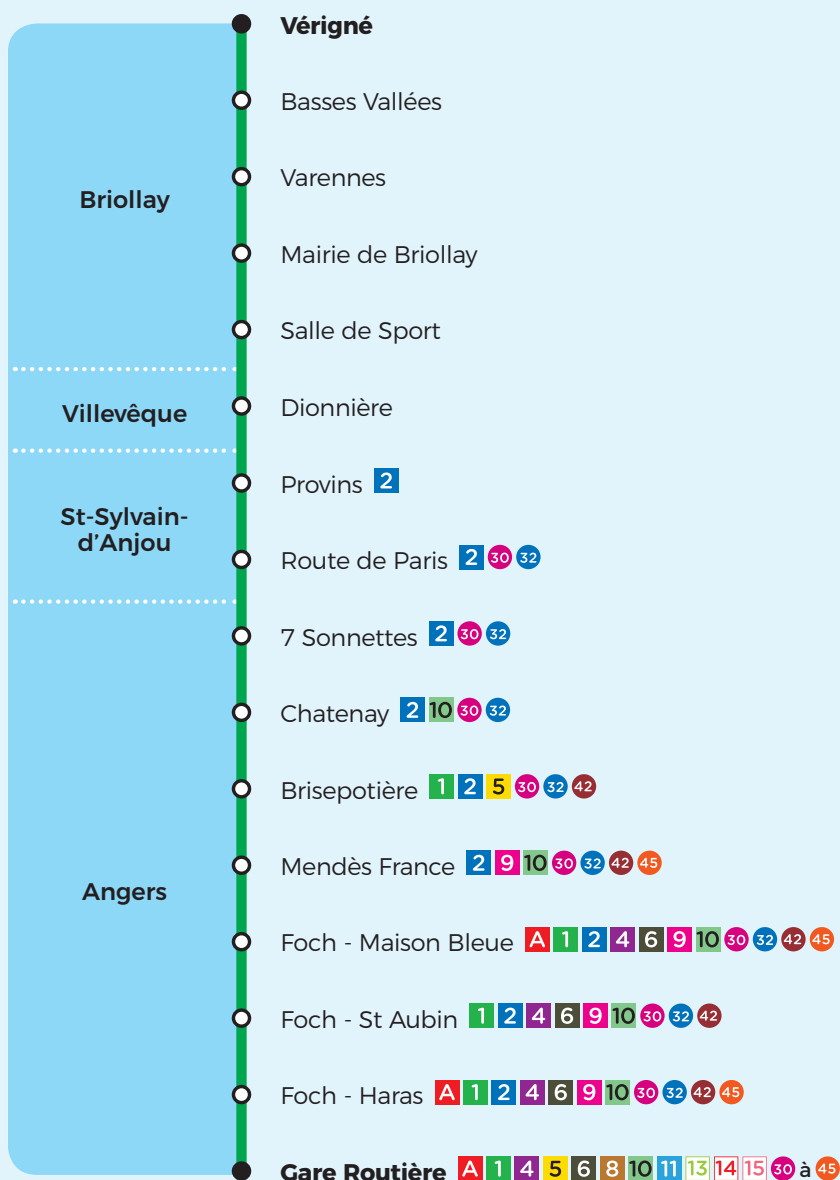 Vérigné
Basses Vallées
Varennes
Briollay
Mairie de Briollay
Salle de Sport
Villevêque
Dionnière
Provins 2
St-Sylvain-
d'Anjou
Route de Paris 2 30 32
7 Sonnettes 2 30 32
Chatenay 2 10 30 32
Brisepotière 1 2 5 30 32 42
Mendès France 2 9 10 30 32 42 45
Angers
Foch - Maison Bleue A 1 2 4 6 9 10 30 32 42 45
Foch - St Aubin 1 2 4 6 9 10 30 32 42
Foch - Haras A 1 2 4 6 9 10 30 32 42 45
Gare Routière A 1 4 5 6 8 10 11 13 14 15 30 à 45